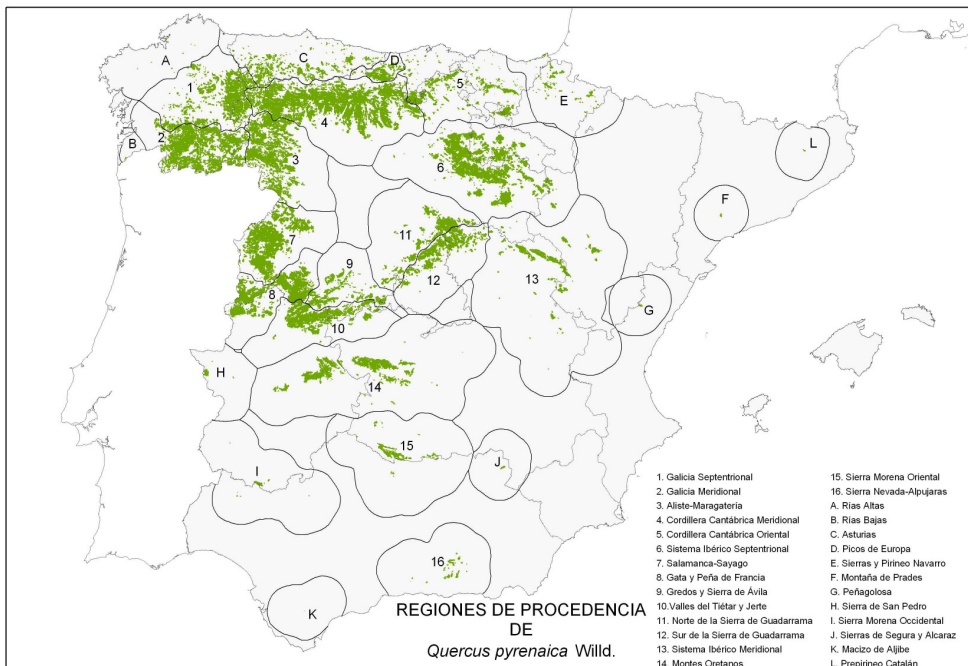 A
C
D
1
5
E
4
B
2
3
L
6
F
7
11
9
12
13
8
10
G
H
14
15
I
J
16
K
REGIONES DE PROCEDENCIA
DE
Quercus pyrenaica Willd.
1. Galicia Septentrional
2. Galicia Meridional
3. Aliste-Maragatería
4. Cordillera Cantábrica Meridional
5. Cordillera Cantábrica Oriental
6. Sistema Ibérico Septentrional
7. Salamanca-Sayago
8. Gata y Peña de Francia
9. Gredos y Sierra de Ávila
10.Valles del Tiétar y Jerte
11. Norte de la Sierra de Guadarrama
12. Sur de la Sierra de Guadarrama
13. Sistema Ibérico Meridional
14. Montes Oretanos
15. Sierra Morena Oriental
16. Sierra Nevada-Alpujaras
A. Rías Altas
B. Rías Bajas
C. Asturias
D. Picos de Europa
E. Sierras y Pirineo Navarro
F. Montaña de Prades
G. Peñagolosa
H. Sierra de San Pedro
I. Sierra Morena Occidental
J. Sierras de Segura y Alcaraz
K. Macizo de Aljibe
L. Prepirineo Catalán